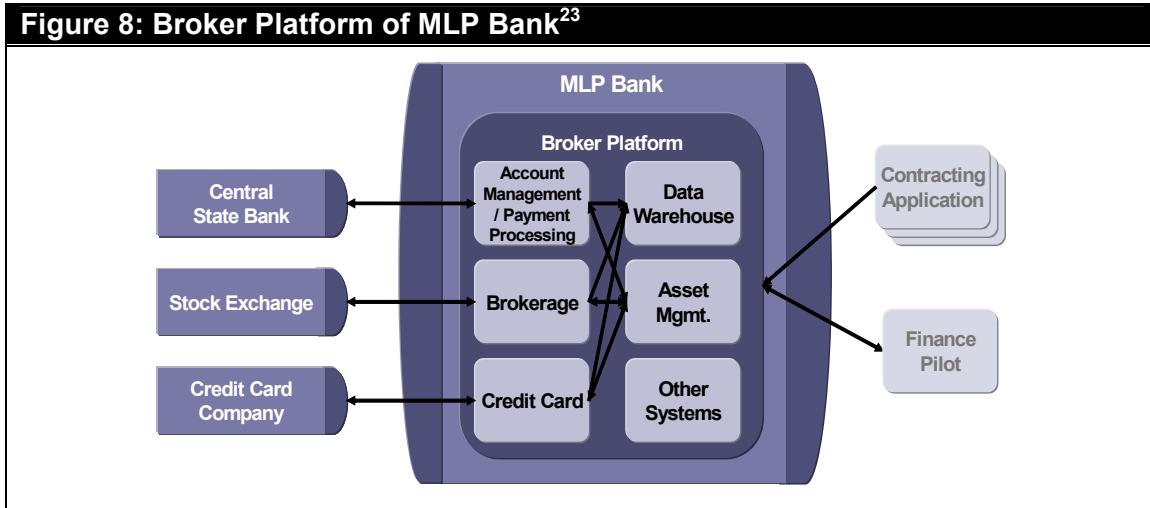 Figure 8: Broker Platform of MLP Bank23
MLP Bank
Broker Platform
Central
State Bank
Account
Management
/ Payment
Processing
Data
Warehouse
Contracting
Application
Stock Exchange
Brokerage
Asset
Mgmt.
Finance
Pilot
Credit Card
Company
Credit Card
Other
Systems